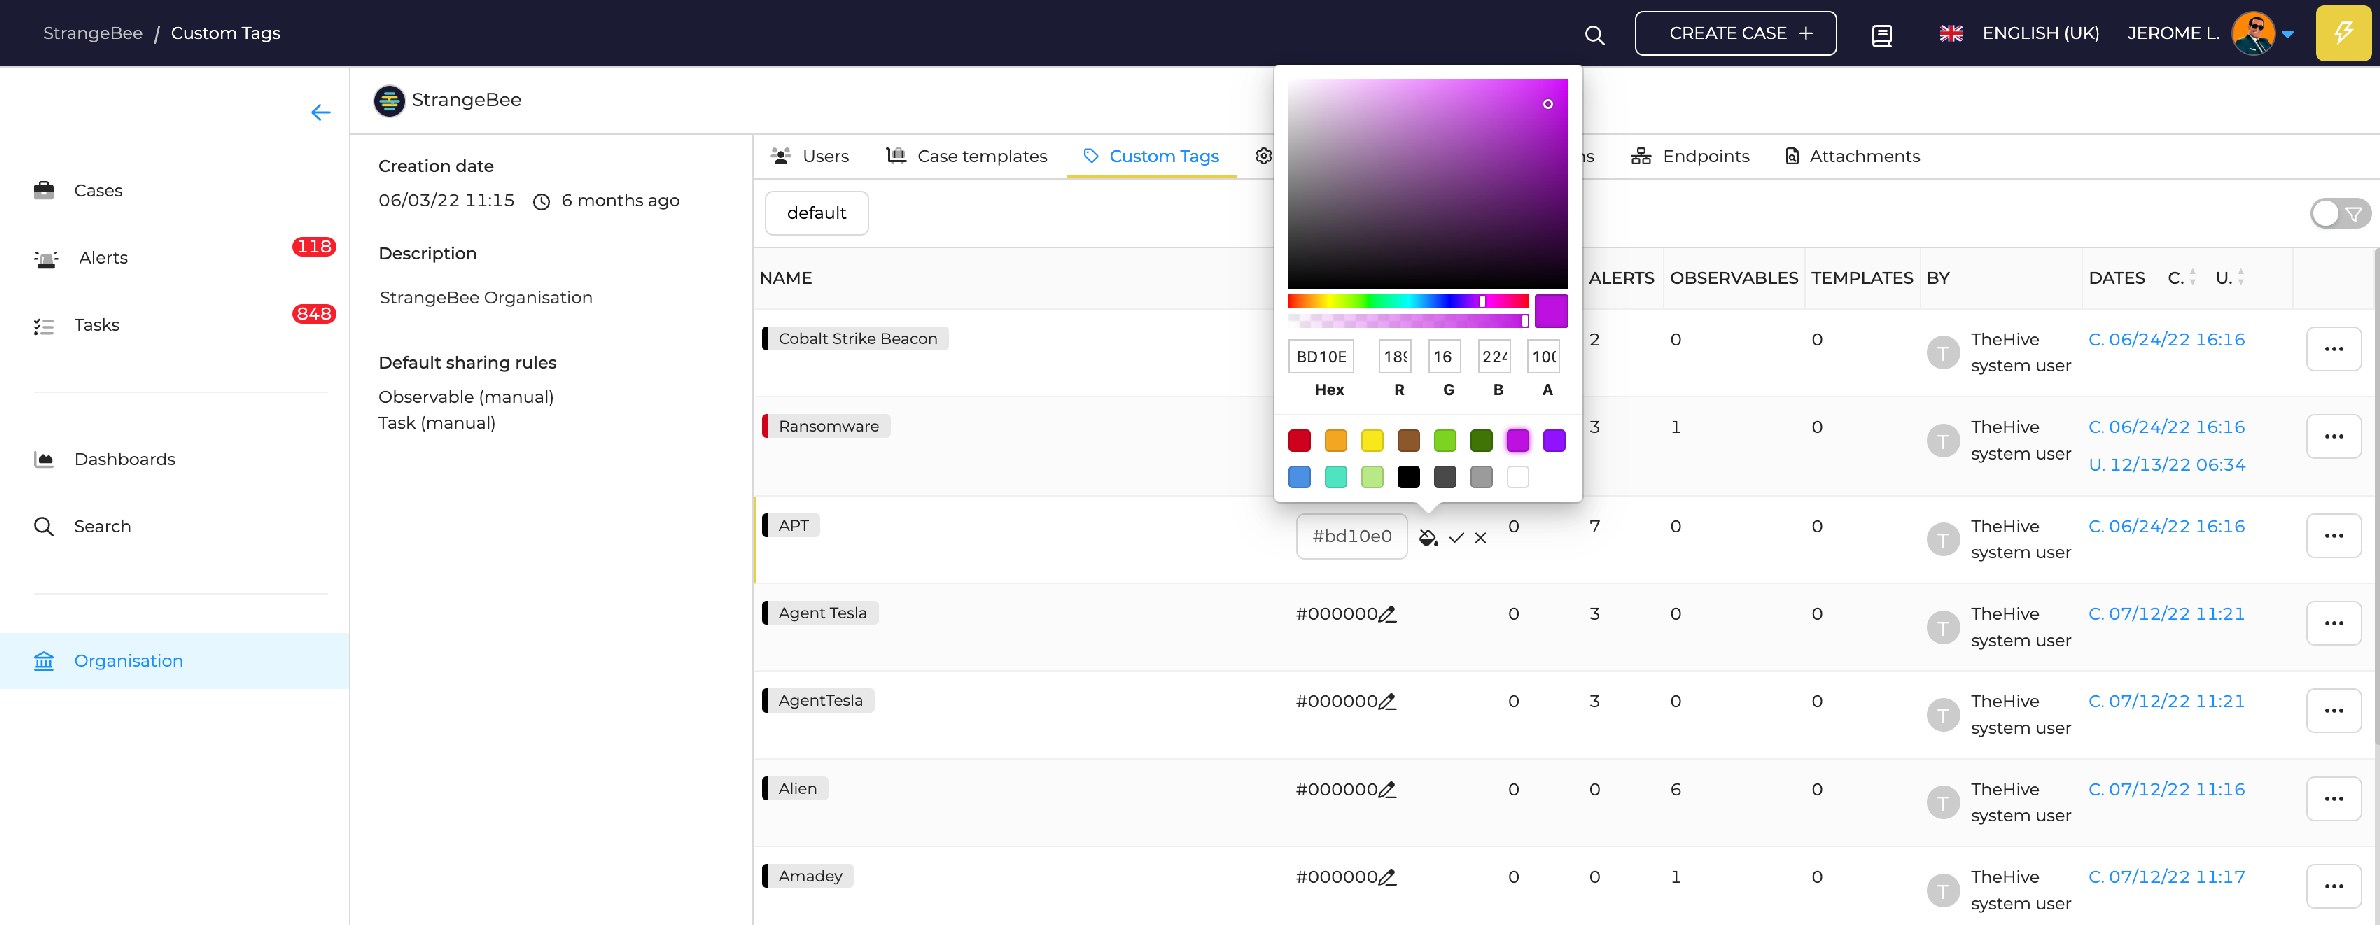 StrangeBee / Custom Tags
CREATE CASE +
ENGLISH (UK)
JEROME L.
StrangeBee
Cases
Alerts 118
Tasks 848
Dashboards
Search
Organisation
Creation date
06/03/22 11:15 6 months ago
Description
StrangeBee Organisation
Default sharing rules
Observable (manual)
Task (manual)
Users Case templates Custom Tags Endpoints Attachments
default
BD10E 16
Hex R G B A
NAME ALERTS OBSERVABLES TEMPLATES BY DATES C. U.
Cobalt Strike Beacon 2 0 0 T TheHive system user C. 06/24/22 16:16
Ransomware 3 1 0 T TheHive system user C. 06/24/22 16:16
U. 12/13/22 06:34
APT #bd10e0 0 7 0 0 T TheHive system user C. 06/24/22 16:16
Agent Tesla #000000 0 3 0 0 T TheHive system user C. 07/12/22 11:21
AgentTesla #000000 0 3 0 0 T TheHive system user C. 07/12/22 11:21
Alien #000000 0 0 6 0 T TheHive system user C. 07/12/22 11:16
Amadey #000000 0 0 1 0 T TheHive system user C. 07/12/22 11:17